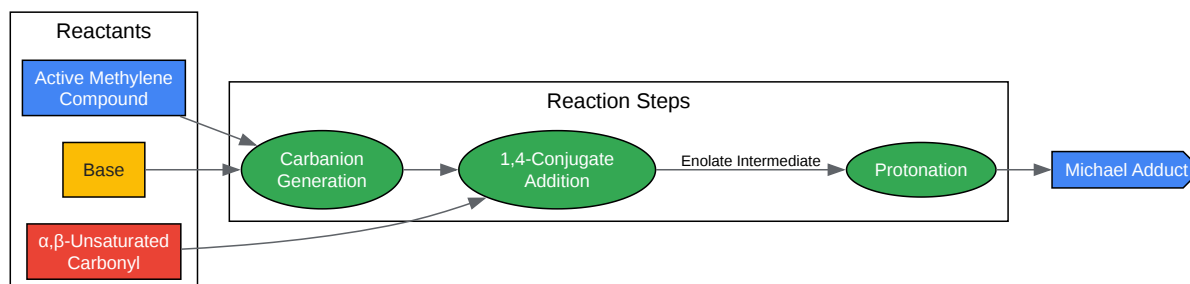 Reactants
Active Methylene
Compound
Base
α,β-Unsaturated
Carbonyl
Reaction Steps
Carbanion
Generation
1,4-Conjugate
Addition
Enolate Intermediate
Protonation
Michael Adduct